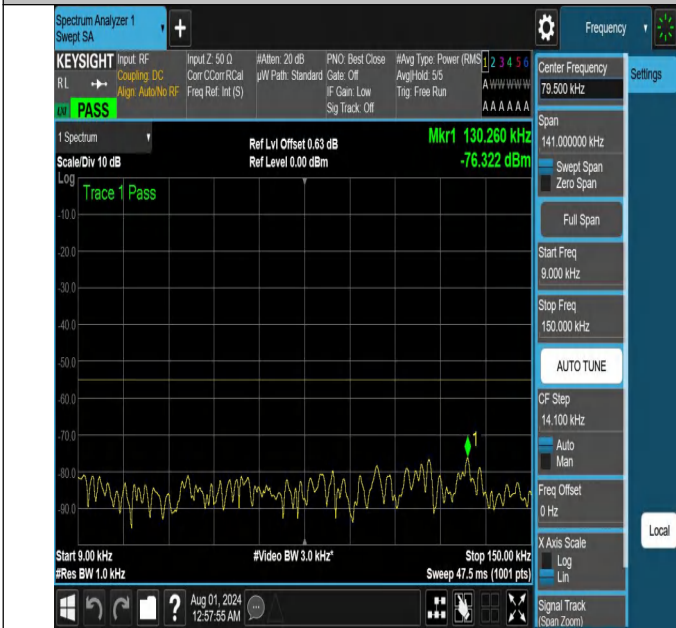 Spectrum Analyzer 1
Swept SA
+
Frequency
KEYSIGHT
RL
PASS
Input: RF
Coupling: DC
Align: Auto/No RF
Input Z: 50 Ω
Corr CCorr RCal
Freq Ref: Int (S)
#Atten: 20 dB
µW Path: Standard
PNO: Best Close
Gate: Off
IF Gain: Low
Sig Track: Off
#Avg Type: Power (RMS
Avg|Hold: 5/5
Trig: Free Run
1 2 3 4 5 6
A W W W W W
A A A A A A
1 Spectrum
Scale/Div 10 dB
Log
Ref Lvl Offset 0.63 dB
Ref Level 0.00 dBm
Mkr1 130.260 kHz
-76.322 dBm
Trace 1 Pass
-10.0
-20.0
-30.0
-40.0
-50.0
-60.0
-70.0
-80.0
-90.0
1
Start 9.00 kHz
#Res BW 1.0 kHz
#Video BW 3.0 kHz*
Stop 150.00 kHz
Sweep 47.5 ms (1001 pts)
Center Frequency
79.500 kHz
Settings
Span
141.000000 kHz
Swept Span
Zero Span
Full Span
Start Freq
9.000 kHz
Stop Freq
150.000 kHz
AUTO TUNE
CF Step
14.100 kHz
Auto
Man
Freq Offset
0 Hz
X Axis Scale
Log
Lin
Local
Signal Track
(Span Zoom)
?
Aug 01, 2024
12:57:55 AM